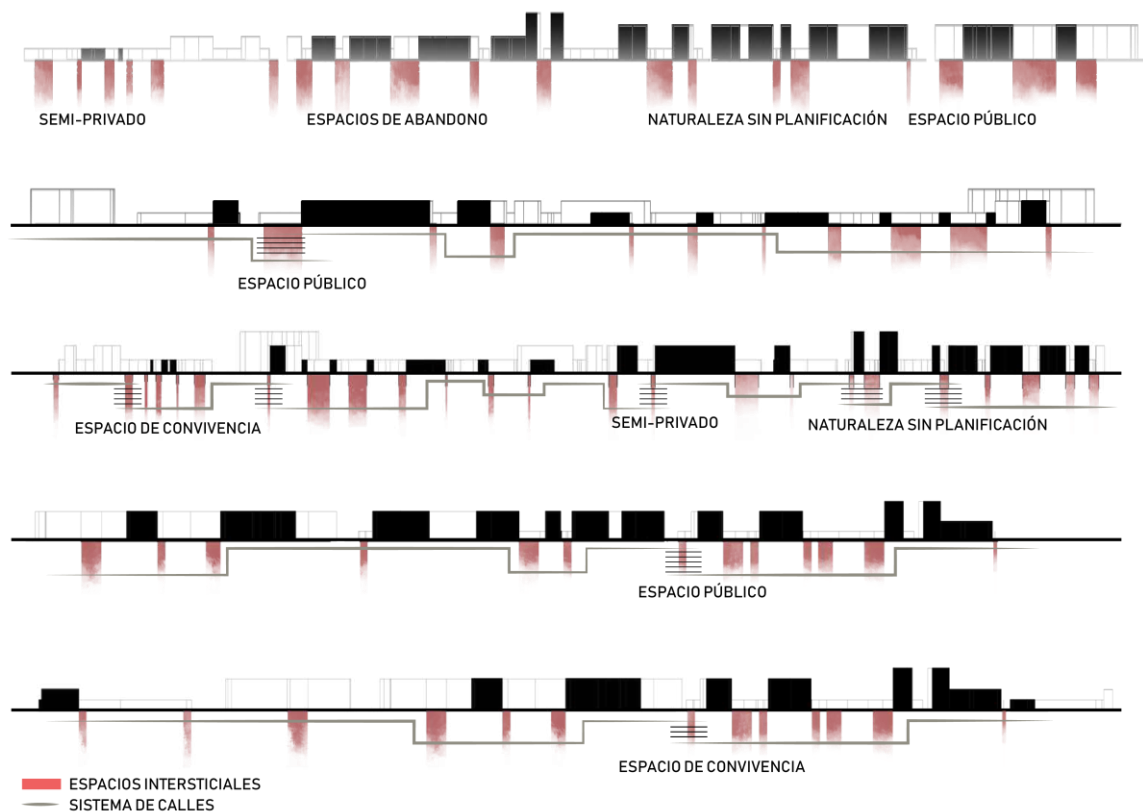 SEMI-PRIVADO
ESPACIOS DE ABANDONO
NATURALEZA SIN PLANIFICACIÓN
ESPACIO PÚBLICO
ESPACIO PÚBLICO
ESPACIO DE CONVIVENCIA
SEMI-PRIVADO
NATURALEZA SIN PLANIFICACIÓN
ESPACIO PÚBLICO
ESPACIO DE CONVIVENCIA
ESPACIOS INTERSTICIALES
SISTEMA DE CALLES